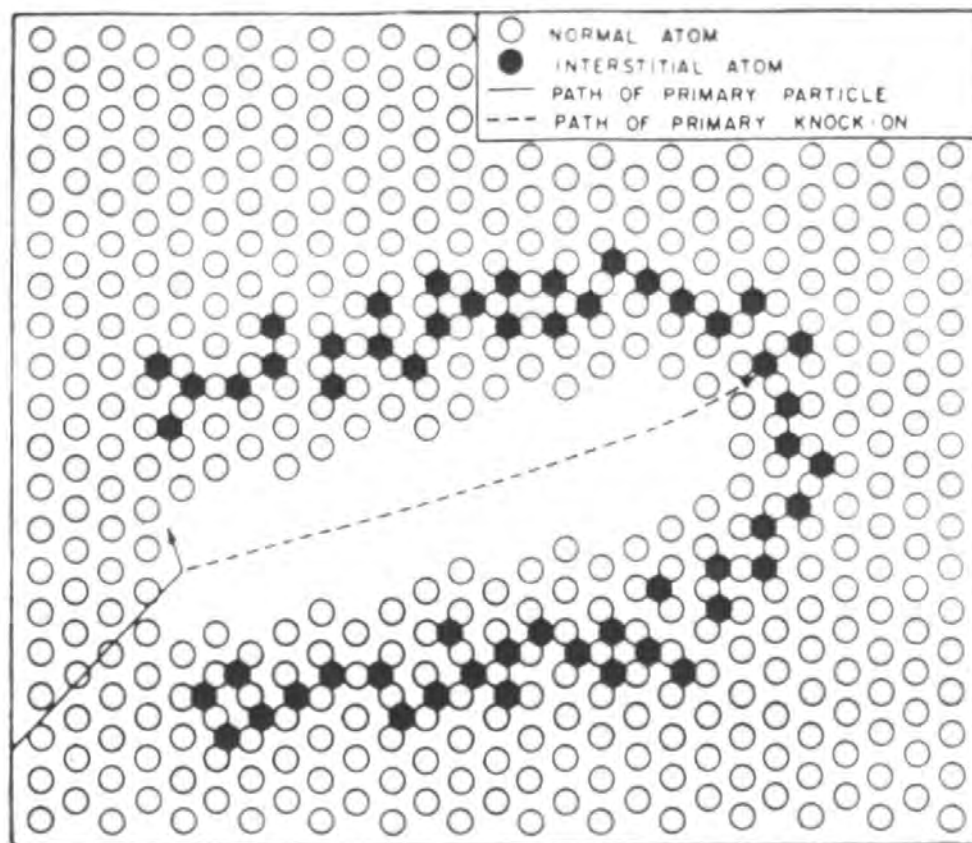 NORMAL ATOM
INTERSTITIAL ATOM
PATH OF PRIMARY PARTICLE
PATH OF PRIMARY KNOCK-ON